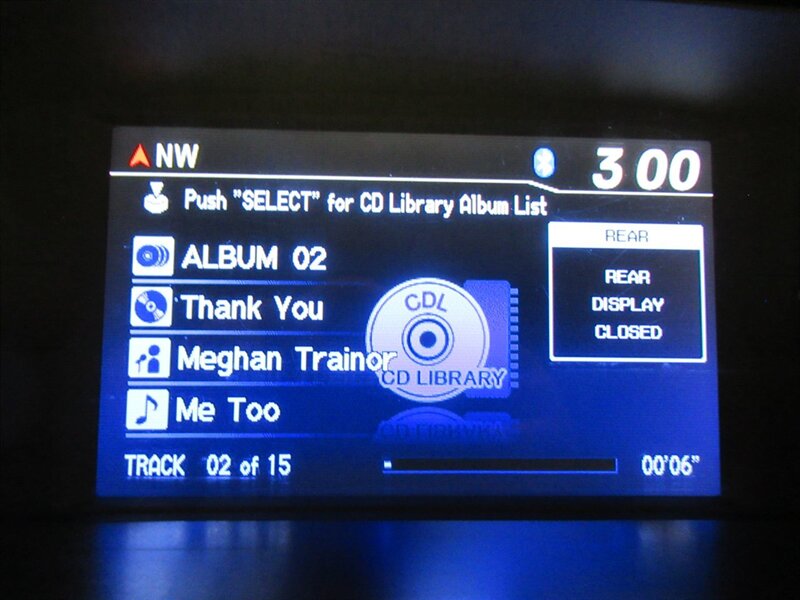 NW
3 00
Push "SELECT" for CD Library Album List
REAR
REAR
DISPLAY
CLOSED
ALBUM 02
Thank You
Meghan Trainor
Me Too
CDL
CD LIBRARY
TRACK 02 of 15
00'06"